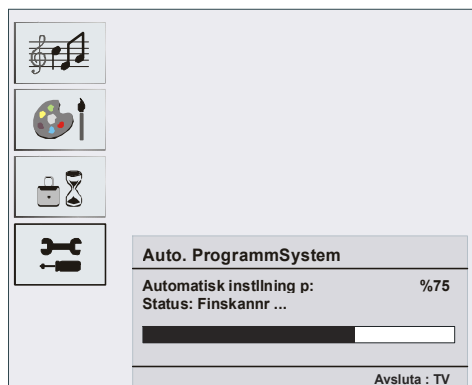 Auto. ProgrammSystem
Automatisk instllning p: %75
Status: Finskannr ...
Avsluta : TV